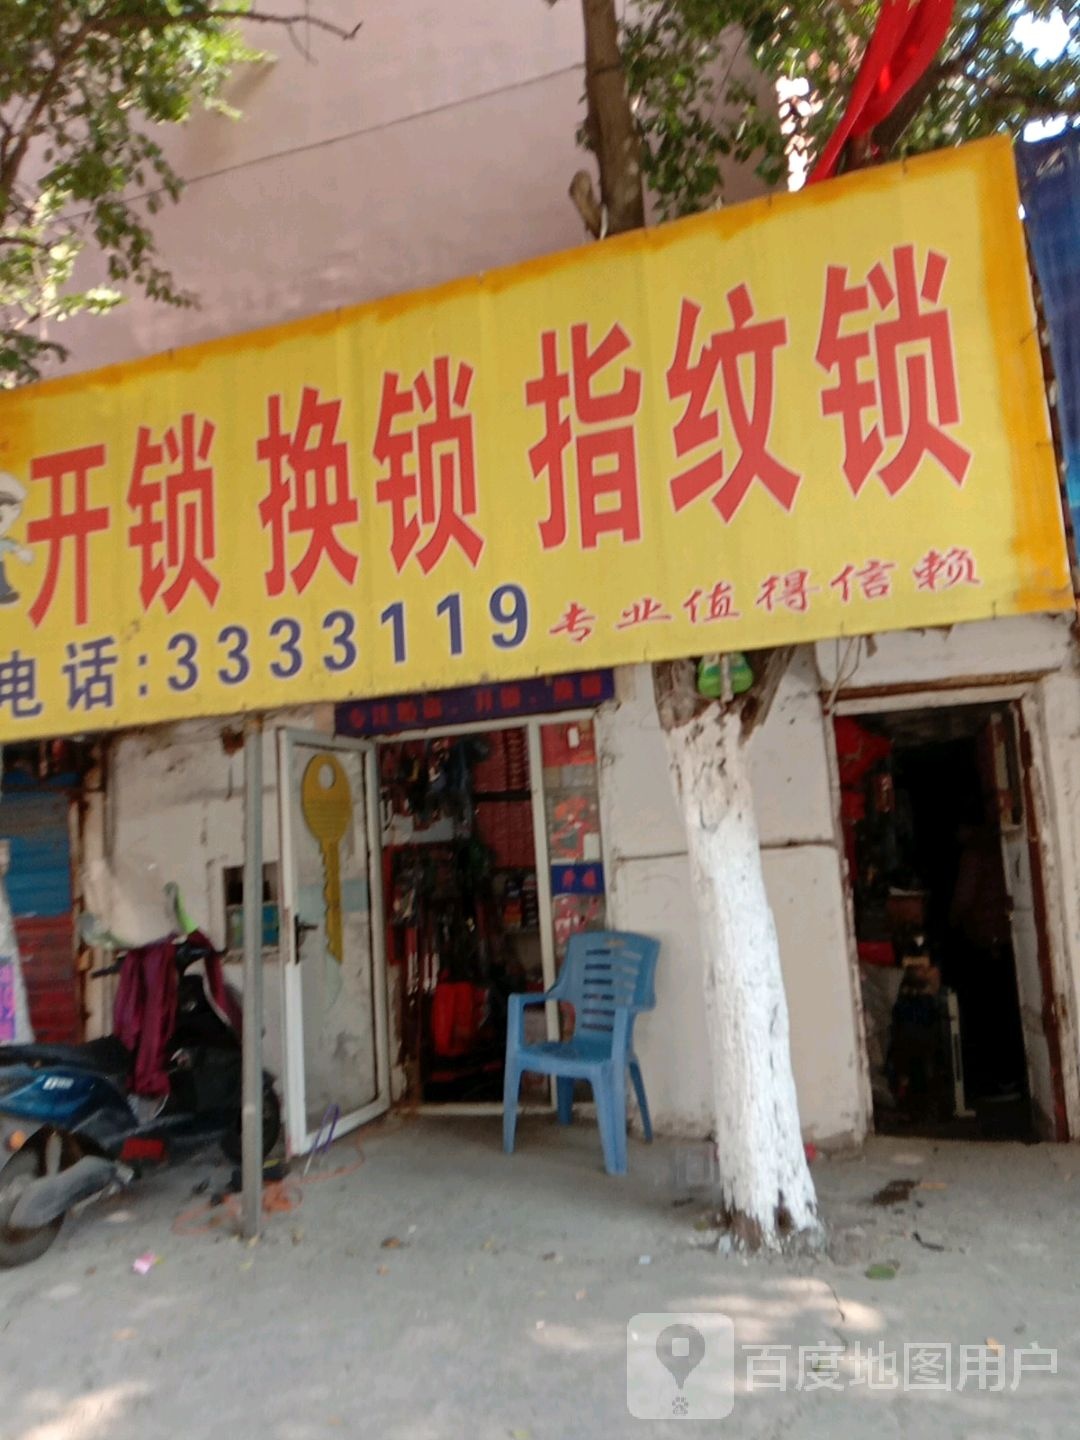 开锁 换锁 指纹锁
电话:3333119 专业值得信赖
百度地图用户